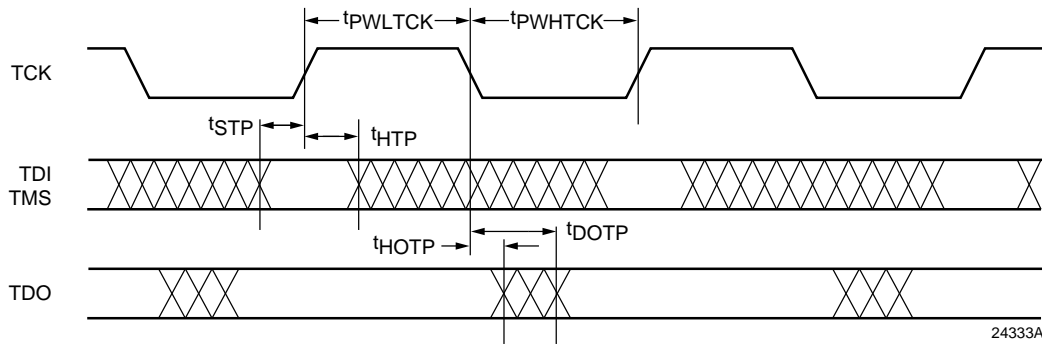 tPWLTCK
tPWHTCK
TCK
tSTP
tHTP
TDI
TMS
tHOTP
tDOTP
TDO
24333A